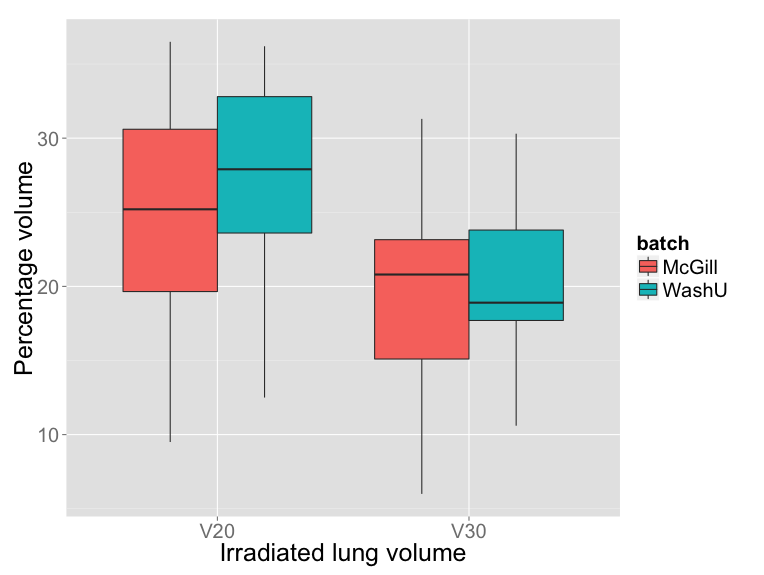 Percentage volume
30
20
10
V20
V30
Irradiated lung volume
batch
McGill
WashU